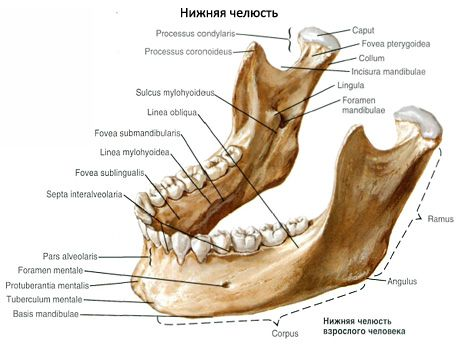 Нижняя челюсть
Processus condylaris
Processus coronoideus
Caput
Fovea pterygoidea
Collum
Incisura mandibulae
Lingula
Foramen
mandibulae
Sulcus mylohyoideus
Linea obliqua
Fovea submandibularis
Linea mylohyoidea
Fovea sublingualis
Septa interalveolaria
Pars alveolaris
Foramen mentale
Protuberantia mentalis
Tuberculum mentale
Basis mandibulae
Ramus
Angulus
Corpus
Нижняя челюсть
взрослого человека